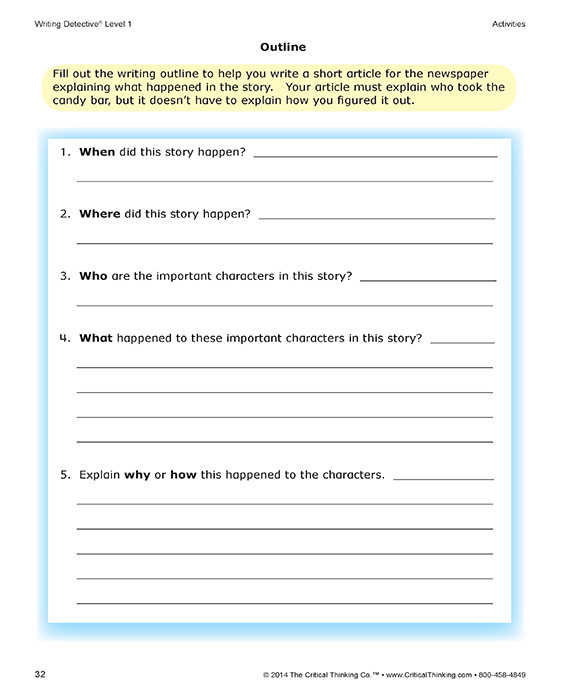 Writing Detective® Level 1 Activities
Outline
Fill out the writing outline to help you write a short article for the newspaper
explaining what happened in the story. Your article must explain who took the
candy bar, but it doesn't have to explain how you figured it out.
1. When did this story happen?
2. Where did this story happen?
3. Who are the important characters in this story?
4. What happened to these important characters in this story?
5. Explain why or how this happened to the characters.
32 © 2014 The Critical Thinking Co.™ • www.CriticalThinking.com • 800-458-4849